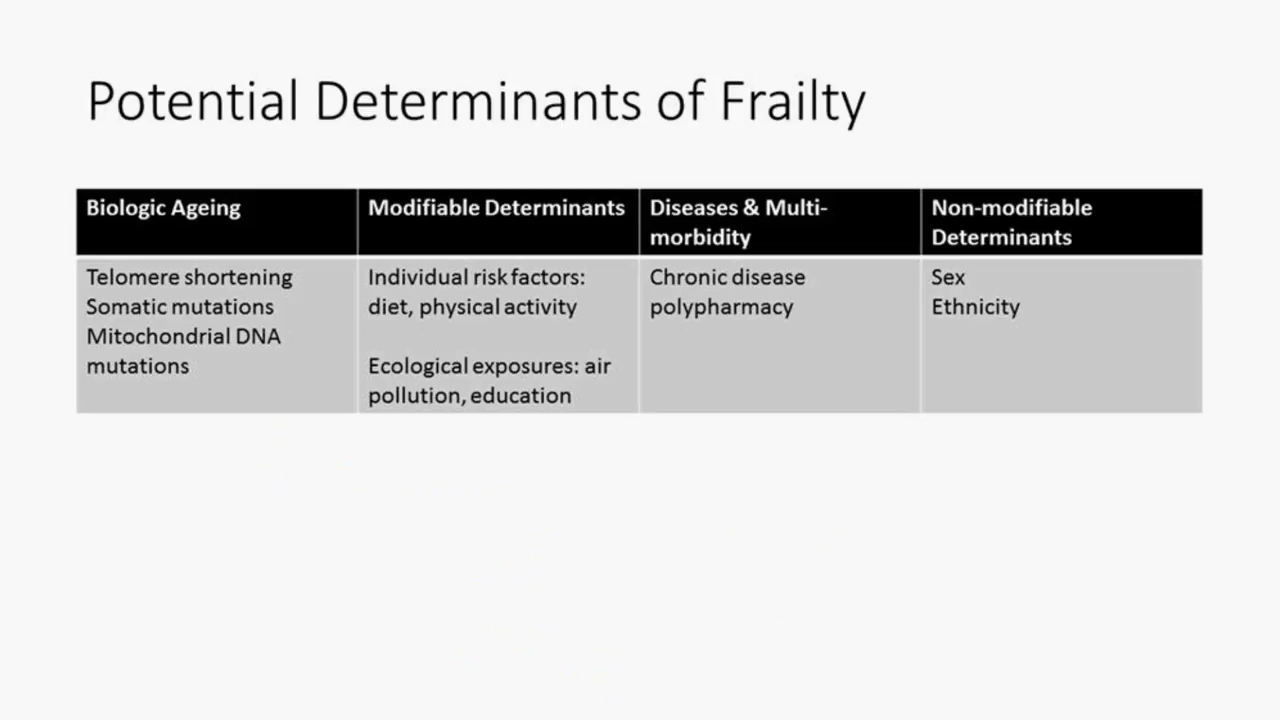 Potential Determinants of Frailty
Biologic Ageing
Modifiable Determinants
Diseases & Multi-
morbidity
Non-modifiable
Determinants
Telomere shortening
Somatic mutations
Mitochondrial DNA
mutations
Individual risk factors:
diet, physical activity
Ecological exposures: air
pollution, education
Chronic disease
polypharmacy
Sex
Ethnicity